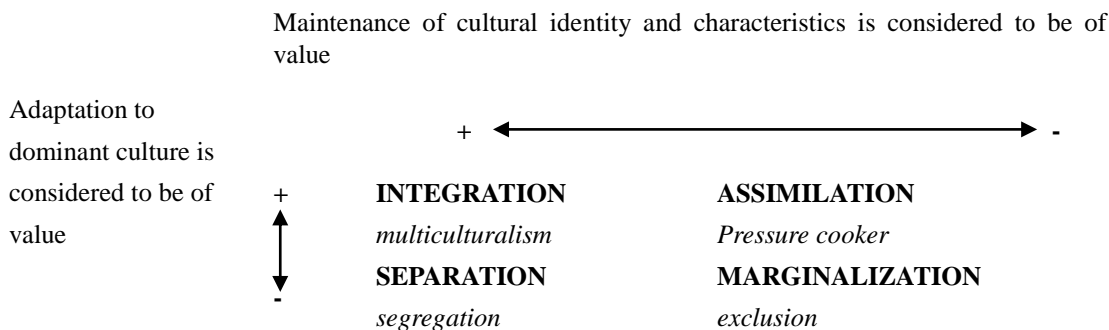 Maintenance of cultural identity and characteristics is considered to be of
value
Adaptation to
dominant culture is
considered to be of
value
+ -
+
INTEGRATION ASSIMILATION
multiculturalism Pressure cooker
SEPARATION MARGINALIZATION
-
segregation exclusion